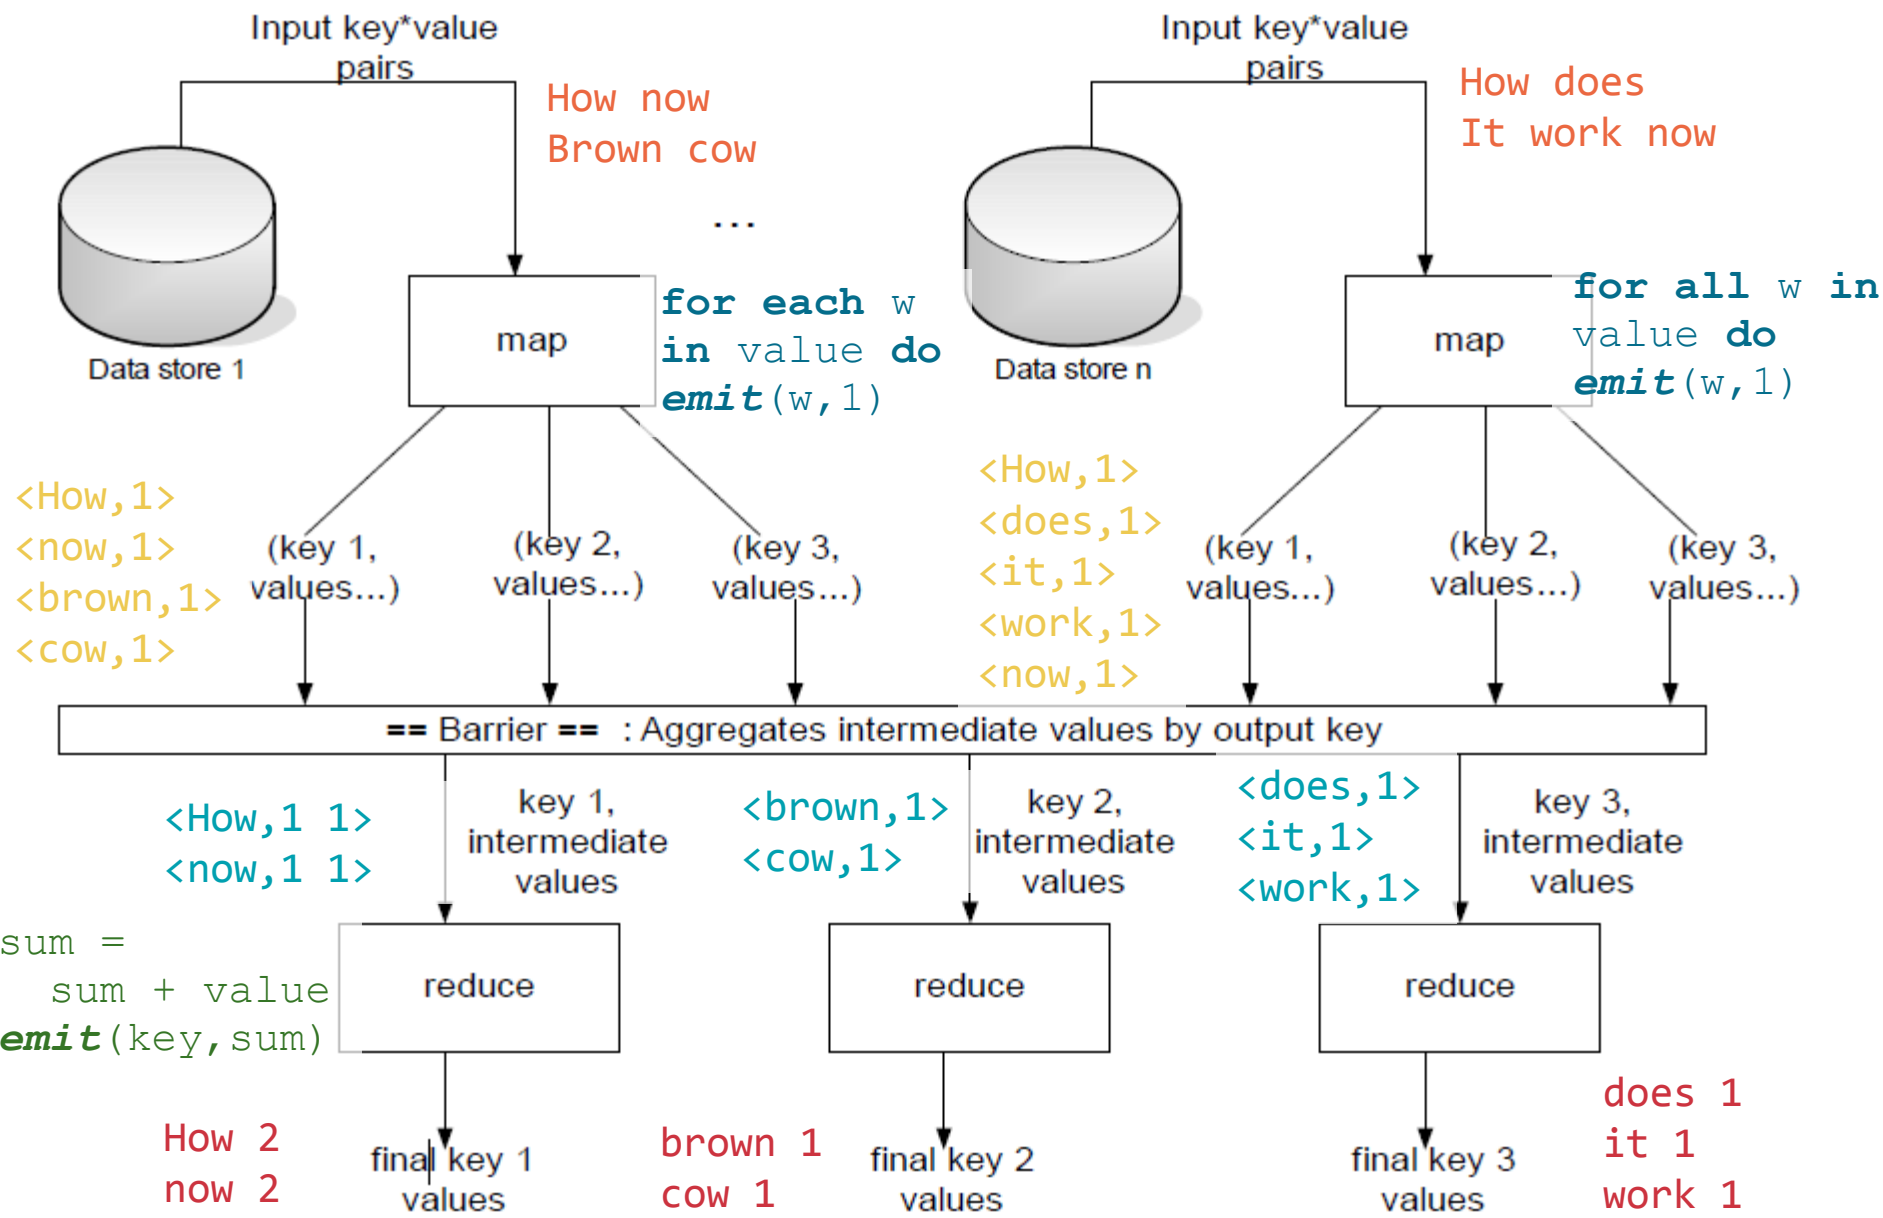 Input key*value
pairs
How now
Brown cow
...
Input key*value
pairs
How does
It work now
Data store 1
map
for each w
in value do
emit(w,1)
Data store n
map
for all w in
value do
emit(w,1)
<How,1>
<now,1>
<brown,1>
<cow,1>
(key 1,
values...)
(key 2,
values...)
(key 3,
values...)
<How,1>
<does,1>
<it,1>
<work,1>
<now,1>
(key 1,
values...)
(key 2,
values...)
(key 3,
values...)
== Barrier == : Aggregates intermediate values by output key
<How,1 1>
<now,1 1>
key 1,
intermediate
values
<brown,1>
<cow,1>
key 2,
intermediate
values
<does,1>
<it,1>
<work,1>
key 3,
intermediate
values
sum =
sum + value
emit(key,sum)
reduce
reduce
reduce
How 2
now 2
final key 1
values
brown 1
cow 1
final key 2
values
final key 3
values
does 1
it 1
work 1